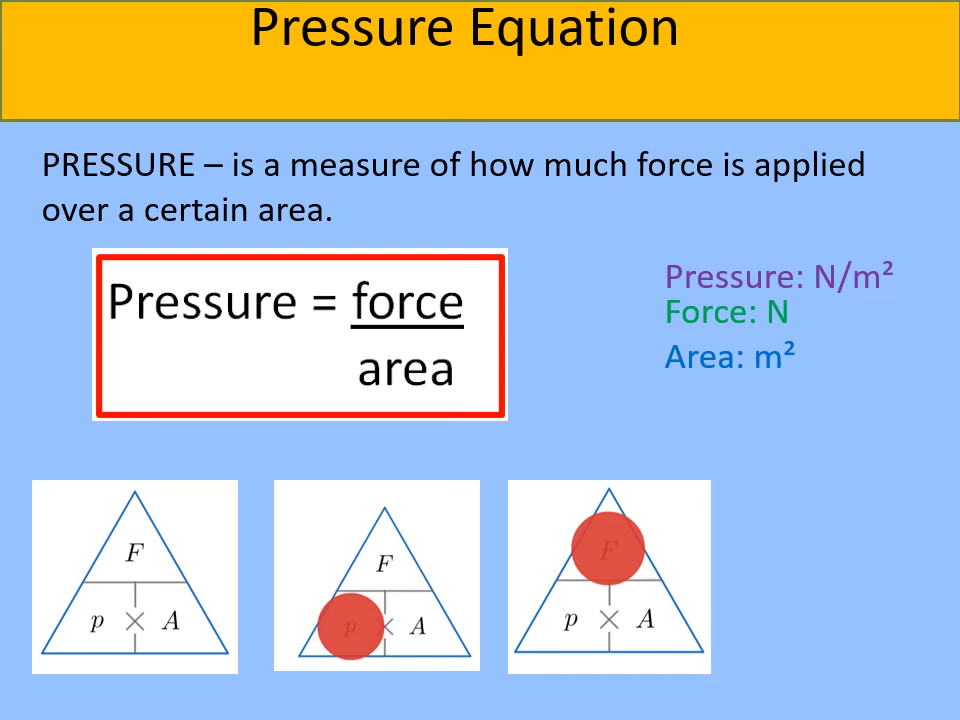 Pressure Equation
PRESSURE – is a measure of how much force is applied
over a certain area.
Pressure = force
area
Pressure: N/m²
Force: N
Area: m²
F
p × A
F
p × A
F
p × A